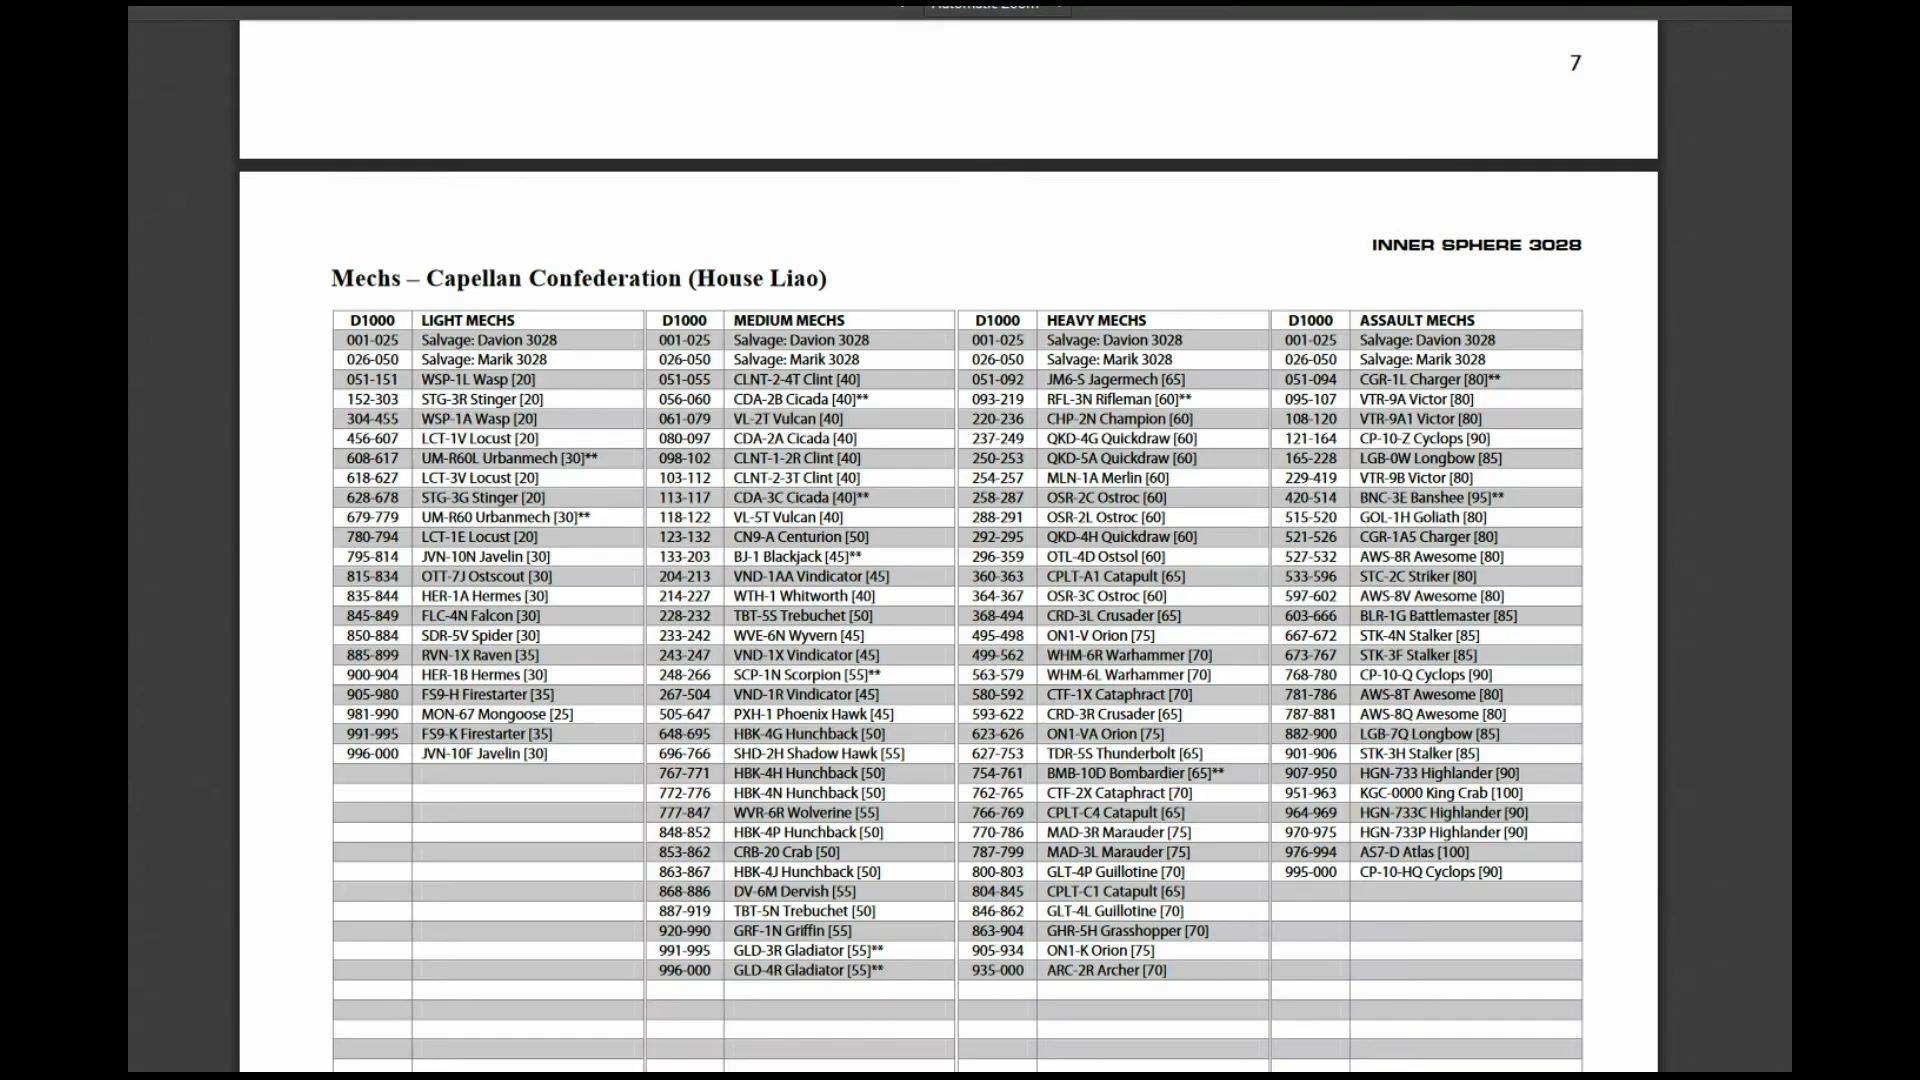 7
INNER SPHERE 3028
Mechs – Capellan Confederation (House Liao)
D1000 LIGHT MECHS D1000 MEDIUM MECHS D1000 HEAVY MECHS D1000 ASSAULT MECHS
001-025 Salvage: Davion 3028 001-025 Salvage: Davion 3028 001-025 Salvage: Davion 3028 001-025 Salvage: Davion 3028
026-050 Salvage: Marik 3028 026-050 Salvage: Marik 3028 026-050 Salvage: Marik 3028 026-050 Salvage: Marik 3028
051-151 WSP-1L Wasp [20] 051-055 CLNT-2-4T Clint [40] 051-092 JM6-S Jagermech [65] 051-094 CGR-1L Charger [80]**
152-303 STG-3R Stinger [20] 056-060 CDA-2B Cicada [40]** 093-219 RFL-3N Rifleman [60]** 095-107 VTR-9A Victor [80]
304-455 WSP-1A Wasp [20] 061-079 VL-2T Vulcan [40] 220-236 CHP-2N Champion [60] 108-120 VTR-9A1 Victor [80]
456-607 LCT-1V Locust [20] 080-097 CDA-2A Cicada [40] 237-249 QKD-4G Quickdraw [60] 121-164 CP-10-Z Cyclops [90]
608-617 UM-R60L Urbanmech [30]** 098-102 CLNT-1-2R Clint [40] 250-253 QKD-5A Quickdraw [60] 165-228 LGB-0W Longbow [85]
618-627 LCT-3V Locust [20] 103-112 CLNT-2-3T Clint [40] 254-257 MLN-1A Merlin [60] 229-419 VTR-9B Victor [80]
628-678 STG-3G Stinger [20] 113-117 CDA-3C Cicada [40]** 258-287 OSR-2C Ostroc [60] 420-514 BNC-3E Banshee [95]**
679-779 UM-R60 Urbanmech [30]** 118-122 VL-5T Vulcan [40] 288-291 OSR-2L Ostroc [60] 515-520 GOL-1H Goliath [80]
780-794 LCT-1E Locust [20] 123-132 CN9-A Centurion [50] 292-295 QKD-4H Quickdraw [60] 521-526 CGR-1A5 Charger [80]
795-814 JVN-10N Javelin [30] 133-203 BJ-1 Blackjack [45]** 296-359 OTL-4D Ostsol [60] 527-532 AWS-8R Awesome [80]
815-834 OTT-7J Ostscout [30] 204-213 VND-1AA Vindicator [45] 360-363 CPLT-A1 Catapult [65] 533-596 STC-2C Striker [80]
835-844 HER-1A Hermes [30] 214-227 WTH-1 Whitworth [40] 364-367 OSR-3C Ostroc [60] 597-602 AWS-8V Awesome [80]
845-849 FLC-4N Falcon [30] 228-232 TBT-5S Trebuchet [50] 368-494 CRD-3L Crusader [65] 603-666 BLR-1G Battlemaster [85]
850-884 SDR-5V Spider [30] 233-242 WVE-6N Wyvern [45] 495-498 ON1-V Orion [75] 667-672 STK-4N Stalker [85]
885-899 RVN-1X Raven [35] 243-247 VND-1X Vindicator [45] 499-562 WHM-6R Warhammer [70] 673-767 STK-3F Stalker [85]
900-904 HER-1B Hermes [30] 248-266 SCP-1N Scorpion [55]** 563-579 WHM-6L Warhammer [70] 768-780 CP-10-Q Cyclops [90]
905-980 FS9-H Firestarter [35] 267-504 VND-1R Vindicator [45] 580-592 CTF-1X Cataphract [70] 781-786 AWS-8T Awesome [80]
981-990 MON-67 Mongoose [25] 505-647 PXH-1 Phoenix Hawk [45] 593-622 CRD-3R Crusader [65] 787-881 AWS-8Q Awesome [80]
991-995 FS9-K Firestarter [35] 648-695 HBK-4G Hunchback [50] 623-626 ON1-VA Orion [75] 882-900 LGB-7Q Longbow [85]
996-000 JVN-10F Javelin [30] 696-766 SHD-2H Shadow Hawk [55] 627-753 TDR-5S Thunderbolt [65] 901-906 STK-3H Stalker [85]
767-771 HBK-4H Hunchback [50] 754-761 BMB-10D Bombardier [65]** 907-950 HGN-733 Highlander [90]
772-776 HBK-4N Hunchback [50] 762-765 CTF-2X Cataphract [70] 951-963 KGC-0000 King Crab [100]
777-847 WVR-6R Wolverine [55] 766-769 CPLT-C4 Catapult [65] 964-969 HGN-733C Highlander [90]
848-852 HBK-4P Hunchback [50] 770-786 MAD-3R Marauder [75] 970-975 HGN-733P Highlander [90]
853-862 CRB-20 Crab [50] 787-799 MAD-3L Marauder [75] 976-994 AS7-D Atlas [100]
863-867 HBK-4J Hunchback [50] 800-803 GLT-4P Guillotine [70] 995-000 CP-10-HQ Cyclops [90]
868-886 DV-6M Dervish [55] 804-845 CPLT-C1 Catapult [65]
887-919 TBT-5N Trebuchet [50] 846-862 GLT-4L Guillotine [70]
920-990 GRF-1N Griffin [55] 863-904 GHR-5H Grasshopper [70]
991-995 GLD-3R Gladiator [55]** 905-934 ON1-K Orion [75]
996-000 GLD-4R Gladiator [55]** 935-000 ARC-2R Archer [70]